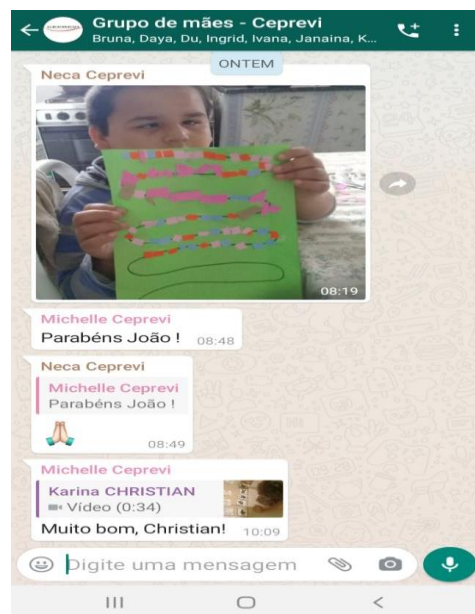 Grupo de mães - Ceprevi
Bruna, Daya, Du, Ingrid, Ivana, Janaina, K...
ONTEM
Neca Ceprevi
08:19
Michelle Ceprevi
Parabéns João !
08:48
Neca Ceprevi
Michelle Ceprevi
Parabéns João !
08:49
Michelle Ceprevi
Karina CHRISTIAN
Vídeo (0:34)
Muito bom, Christian!
10:09
Digite uma mensagem